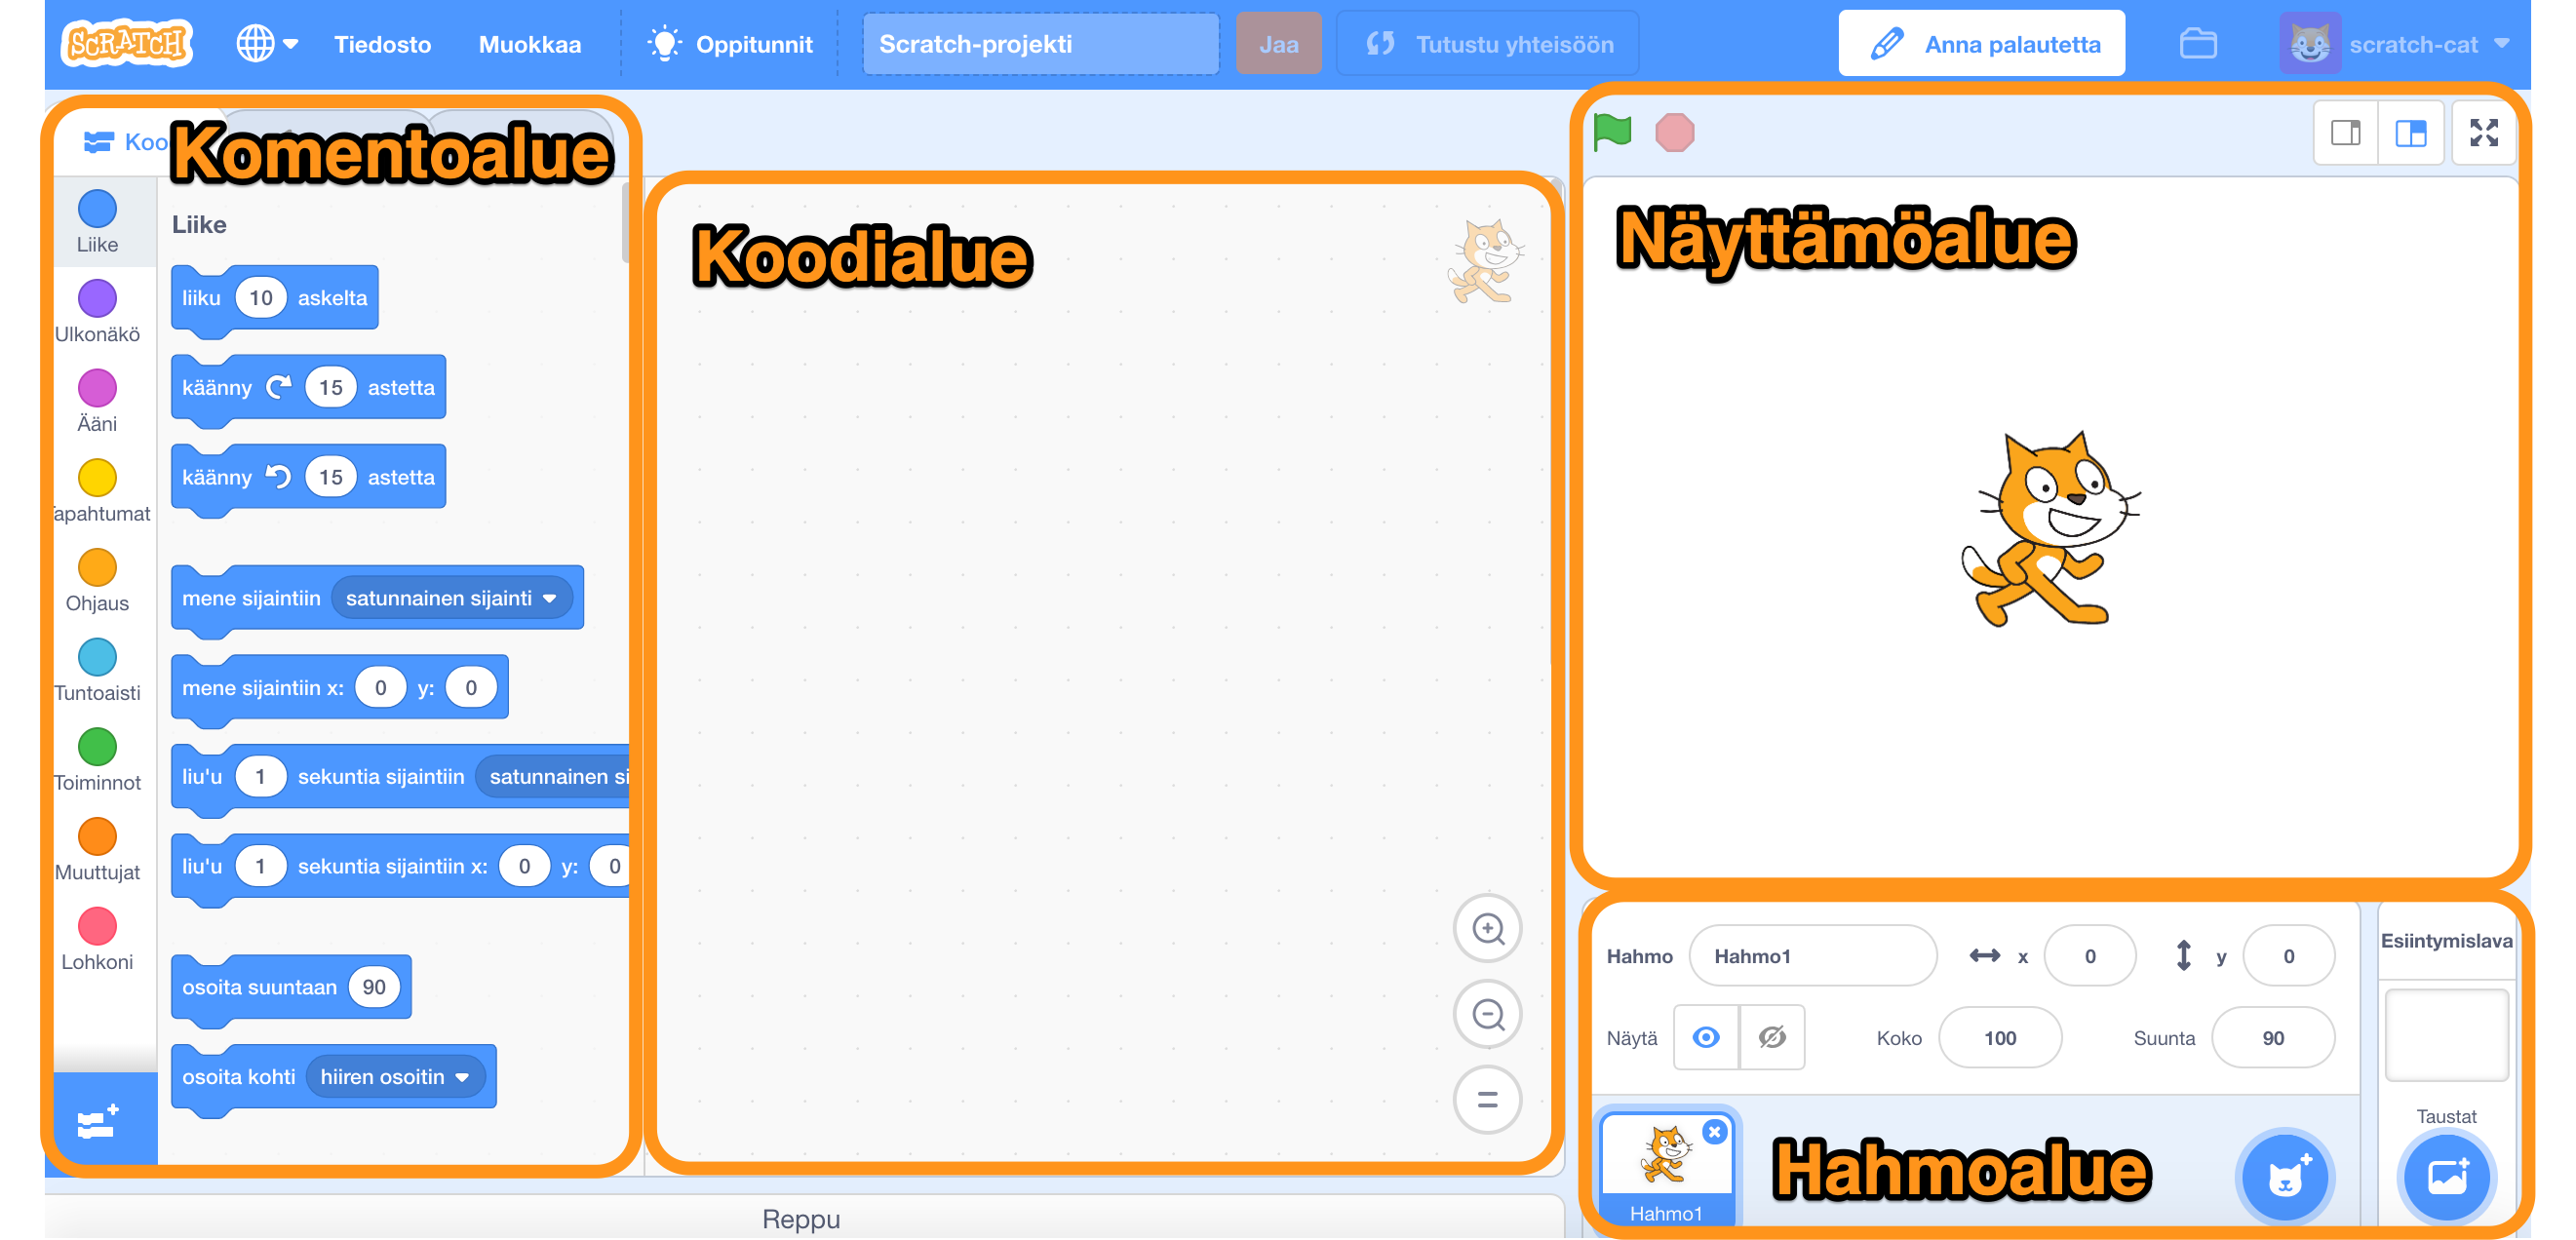 SCRATCH
Tiedosto
Muokkaa
Oppitunnit
Scratch-projekti
Jaa
Tutustu yhteisöön
Anna palautetta
scratch-cat
Koo
Komentoalue
Koodialue
Näyttämöalue
Liike
Ulkonäkö
Ääni
apahtumat
Ohjaus
Tuntoaisti
Toiminnot
Muuttujat
Lohkoni
Liike
liiku 10 askelta
käänny 15 astetta
käänny 15 astetta
mene sijaintiin satunnainen sijainti
mene sijaintiin x: 0 y: 0
liu'u 1 sekuntia sijaintiin satunnainen si
liu'u 1 sekuntia sijaintiin x: 0 y: 0
osoita suuntaan 90
osoita kohti hiiren osoitin
Reppu
Hahmo Hahmo1 x 0 y 0
Näytä Koko 100 Suunta 90
Hahmo1
Hahmoalue
Esiintymislava
Taustat